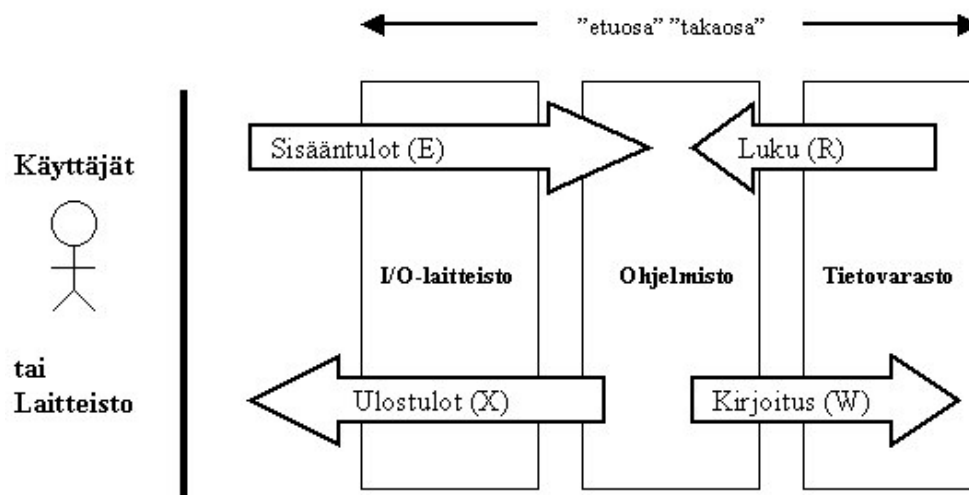 ”etuosa” ”takaosa”
Sisääntulot (E)
Luku (R)
Käyttäjät
I/O-laitteisto
Ohjelmisto
Tietovarasto
tai
Laitteisto
Ulostulot (X)
Kirjoitus (W)